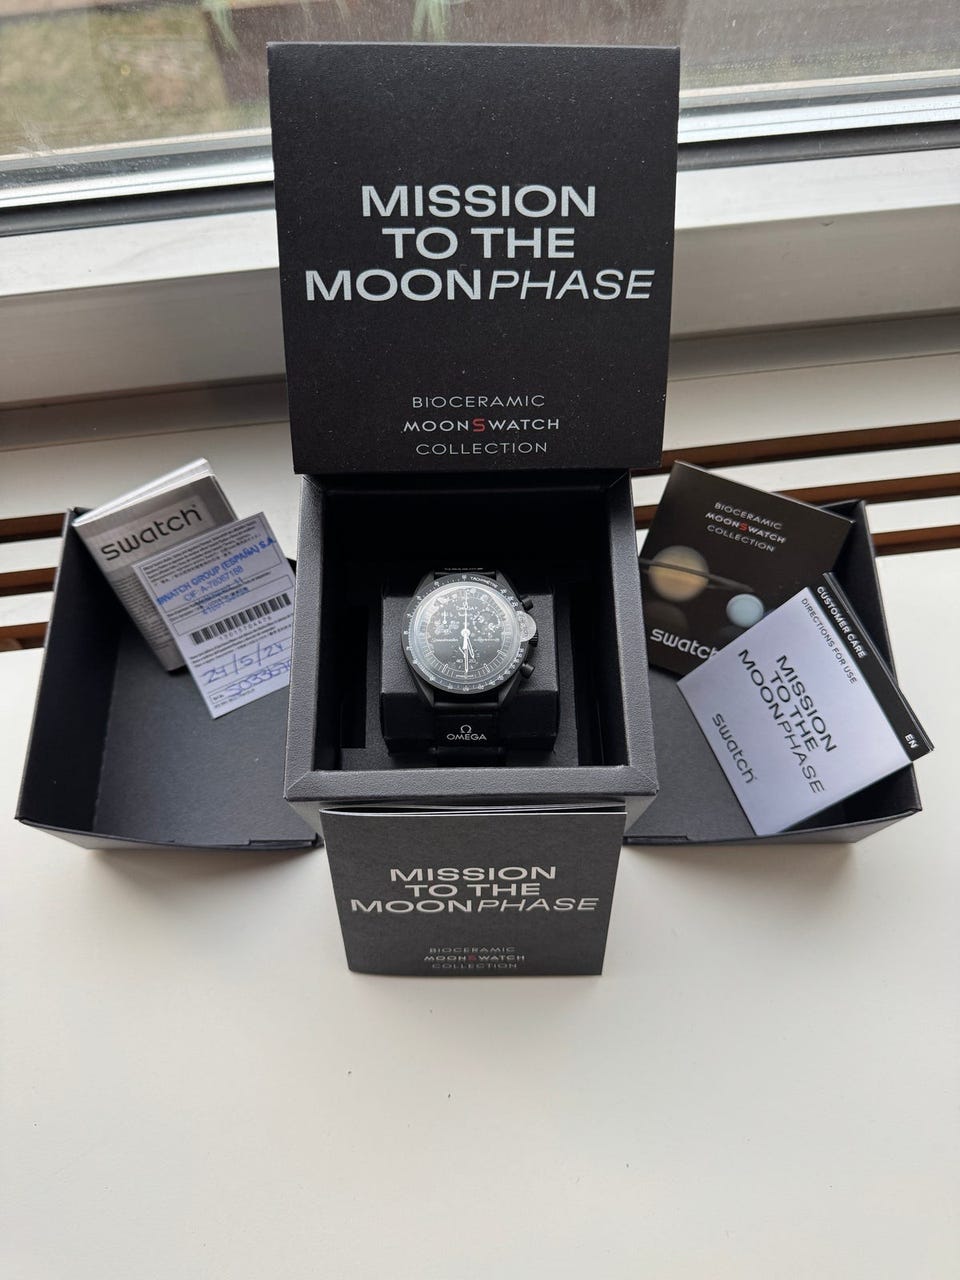 MISSION
TO THE
MOONPHASE
BIOCERAMIC
MOONSWATCH
COLLECTION
swatch
SWATCH GROUP (ESPAÑA) S.A.
24/5/24
BIOCERAMIC
MOONSWATCH
COLLECTION
swatch
CUSTOMER CARE
DIRECTIONS FOR USE
EN
MISSION
TO THE
MOONPHASE
swatch
TACHYMETRE
Ω
OMEGA
MISSION
TO THE
MOONPHASE
BIOCERAMIC
MOONSWATCH
COLLECTION